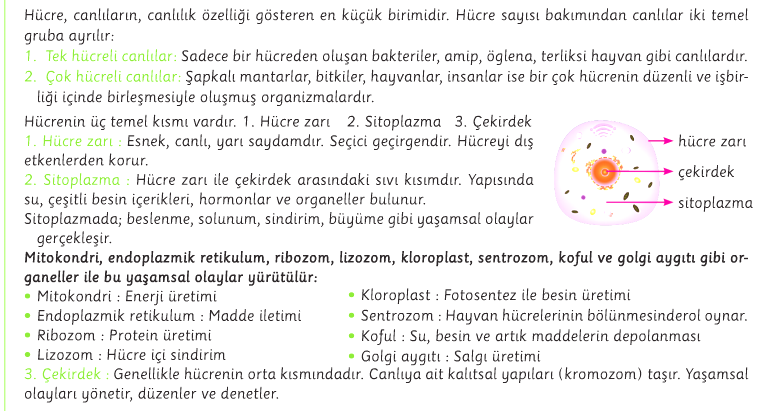 Hücre, canlıların, canlılık özelliği gösteren en küçük birimidir. Hücre sayısı bakımından canlılar iki temel
gruba ayrılır:
1. Tek hücreli canlılar: Sadece bir hücreden oluşan bakteriler, amip, öglena, terliksi hayvan gibi canlılardır.
2. Çok hücreli canlılar: Şapkalı mantarlar, bitkiler, hayvanlar, insanlar ise bir çok hücrenin düzenli ve işbir-
liği içinde birleşmesiyle oluşmuş organizmalardır.
Hücrenin üç temel kısmı vardır. 1. Hücre zarı 2. Sitoplazma 3. Çekirdek
1. Hücre zarı : Esnek, canlı, yarı saydamdır. Seçici geçirgendir. Hücreyi dış
etkenlerden korur.
2. Sitoplazma : Hücre zarı ile çekirdek arasındaki sıvı kısımdır. Yapısında
su, çeşitli besin içerikleri, hormonlar ve organeller bulunur.
Sitoplazmada; beslenme, solunum, sindirim, büyüme gibi yaşamsal olaylar
gerçekleşir.
hücre zarı
çekirdek
sitoplazma
Mitokondri, endoplazmik retikulum, ribozom, lizozom, kloroplast, sentrozom, koful ve golgi aygıtı gibi or-
ganeller ile bu yaşamsal olaylar yürütülür:
• Mitokondri : Enerji üretimi
• Endoplazmik retikulum : Madde iletimi
• Ribozom : Protein üretimi
• Lizozom : Hücre içi sindirim
• Kloroplast : Fotosentez ile besin üretimi
• Sentrozom : Hayvan hücrelerinin bölünmesinderol oynar.
• Koful : Su, besin ve artık maddelerin depolanması
• Golgi aygıtı : Salgı üretimi
3. Çekirdek : Genellikle hücrenin orta kısmındadır. Canlıya ait kalıtsal yapıları (kromozom) taşır. Yaşamsal
olayları yönetir, düzenler ve denetler.